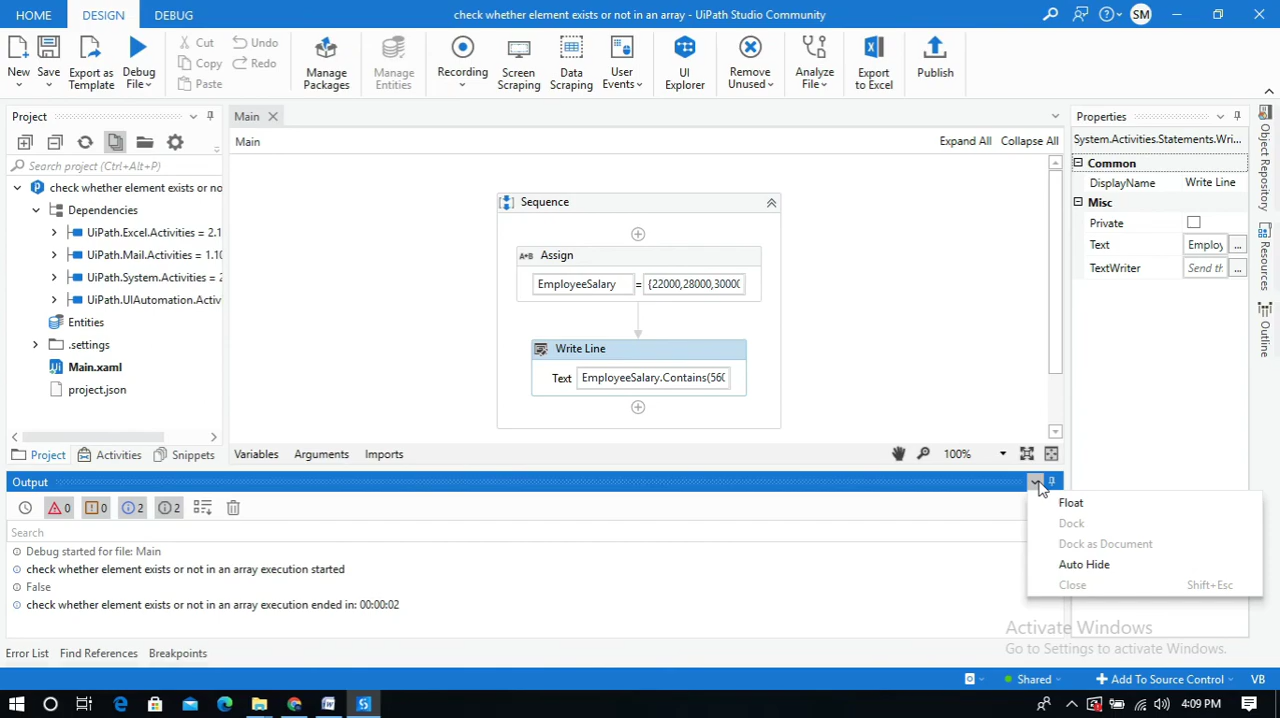 HOME DESIGN DEBUG check whether element exists or not in an array - UiPath Studio Community SM
New Save Export as Template Debug File Cut Copy Paste Undo Redo Manage Packages Manage Entities Recording Screen Scraping Data Scraping User Events UI Explorer Remove Unused Analyze File Export to Excel Publish
Project
Search project (Ctrl+Alt+P)
check whether element exists or no
Dependencies
UiPath.Excel.Activities = 2.1
UiPath.Mail.Activities = 1.10
UiPath.System.Activities = 2
UiPath.UIAutomation.Activ
Entities
.settings
Main.xaml
project.json
Project Activities Snippets
Main
Main Expand All Collapse All
Sequence
A+B Assign
EmployeeSalary = {22000,28000,30000
Write Line
Text EmployeeSalary.Contains(560
Variables Arguments Imports 100%
Properties
System.Activities.Statements.Wri...
Common
DisplayName Write Line
Misc
Private
Text Employ ...
TextWriter Send th ...
Object Repository
Resources
Outline
Output
0 0 2 2
Search
Debug started for file: Main
check whether element exists or not in an array execution started
False
check whether element exists or not in an array execution ended in: 00:00:02
Float
Dock
Dock as Document
Auto Hide
Close Shift+Esc
Activate Windows
Go to Settings to activate Windows.
Error List Find References Breakpoints
Shared Add To Source Control VB
4:09 PM